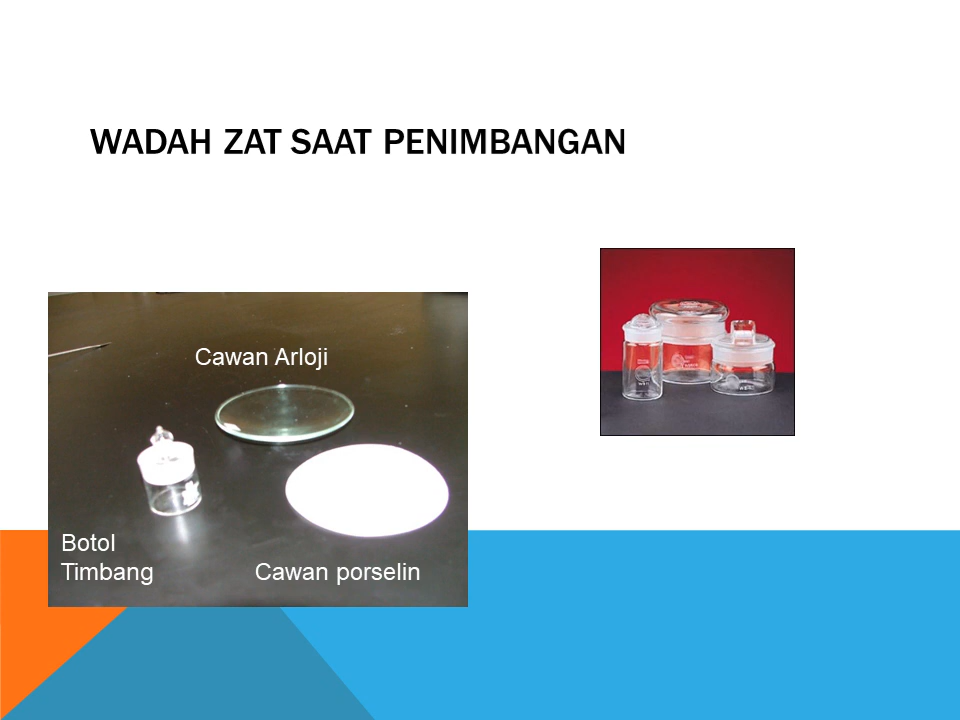 WADAH ZAT SAAT PENIMBANGAN
Cawan Arloji
Botol
Timbang
Cawan porselin